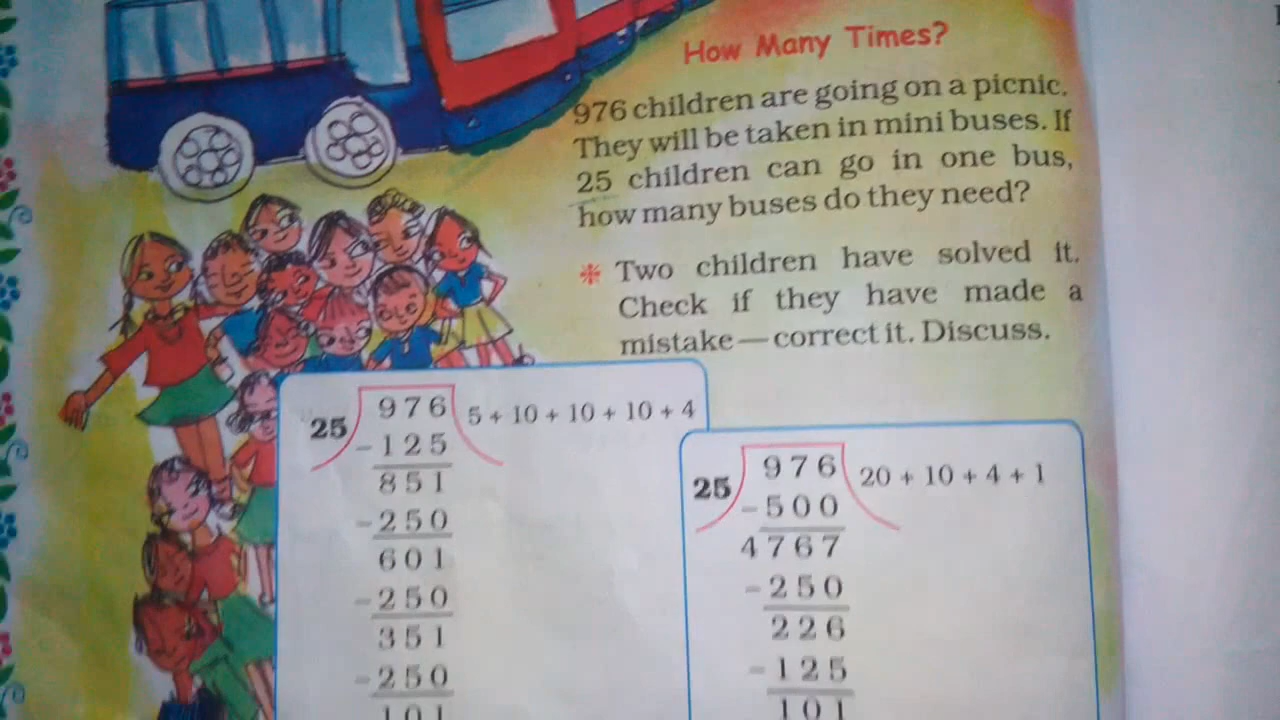 How Many Times?
976 children are going on a picnic.
They will be taken in mini buses. If
25 children can go in one bus,
how many buses do they need?
Two children have solved it.
Check if they have made a
mistake—correct it. Discuss.
25 976 5 + 10 + 10 + 10 + 4
-125
851
-250
601
-250
351
-250
101
25 976 20 + 10 + 4 + 1
-500
4767
-250
226
-125
101